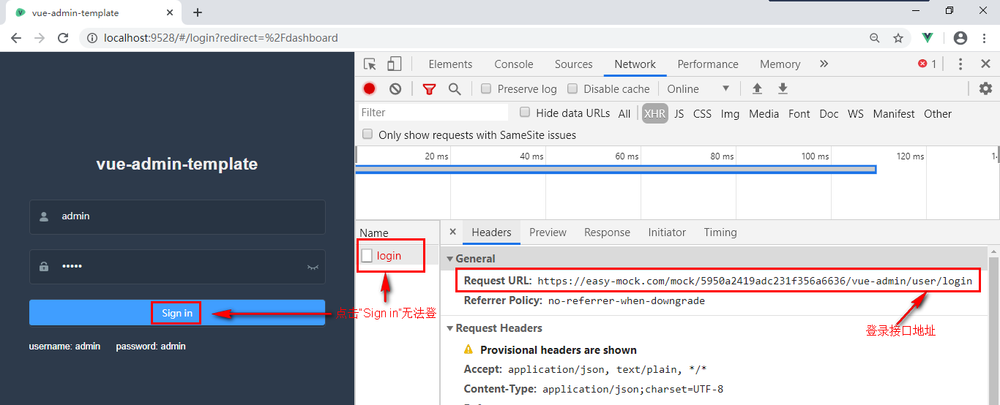 vue-admin-template
localhost:9528/#/login?redirect=%2Fdashboard
vue-admin-template
admin
•••••
Sign in
username: admin password: admin
Elements Console Sources Network Performance Memory 1
Preserve log Disable cache Online
Filter Hide data URLs All XHR JS CSS Img Media Font Doc WS Manifest Other
Only show requests with SameSite issues
20 ms 40 ms 60 ms 80 ms 100 ms 120 ms
Name
login
点击"Sign in"无法登
Headers Preview Response Initiator Timing
General
Request URL: https://easy-mock.com/mock/5950a2419adc231f356a6636/vue-admin/user/login
Referrer Policy: no-referrer-when-downgrade
登录接口地址
Request Headers
Provisional headers are shown
Accept: application/json, text/plain, */*
Content-Type: application/json;charset=UTF-8